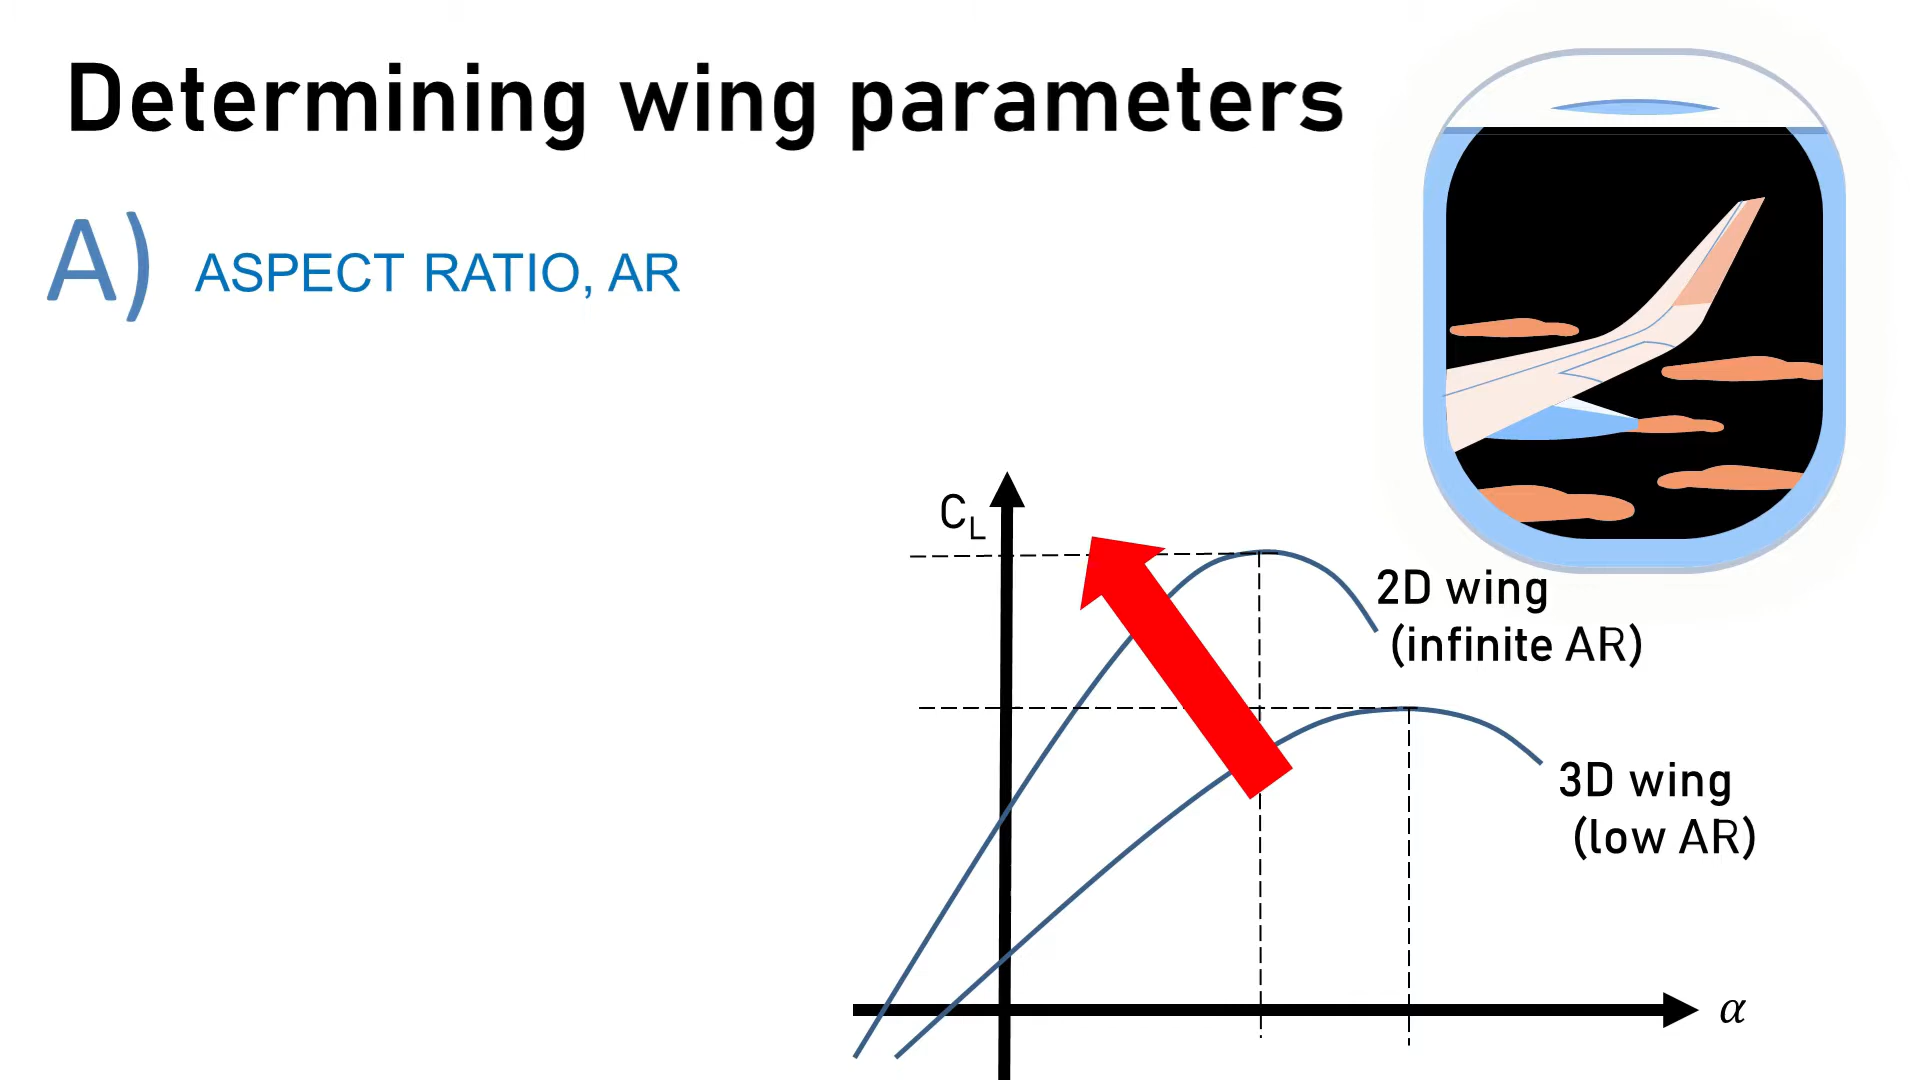 Determining wing parameters
A) ASPECT RATIO, AR
CL
2D wing
(infinite AR)
3D wing
(low AR)
α